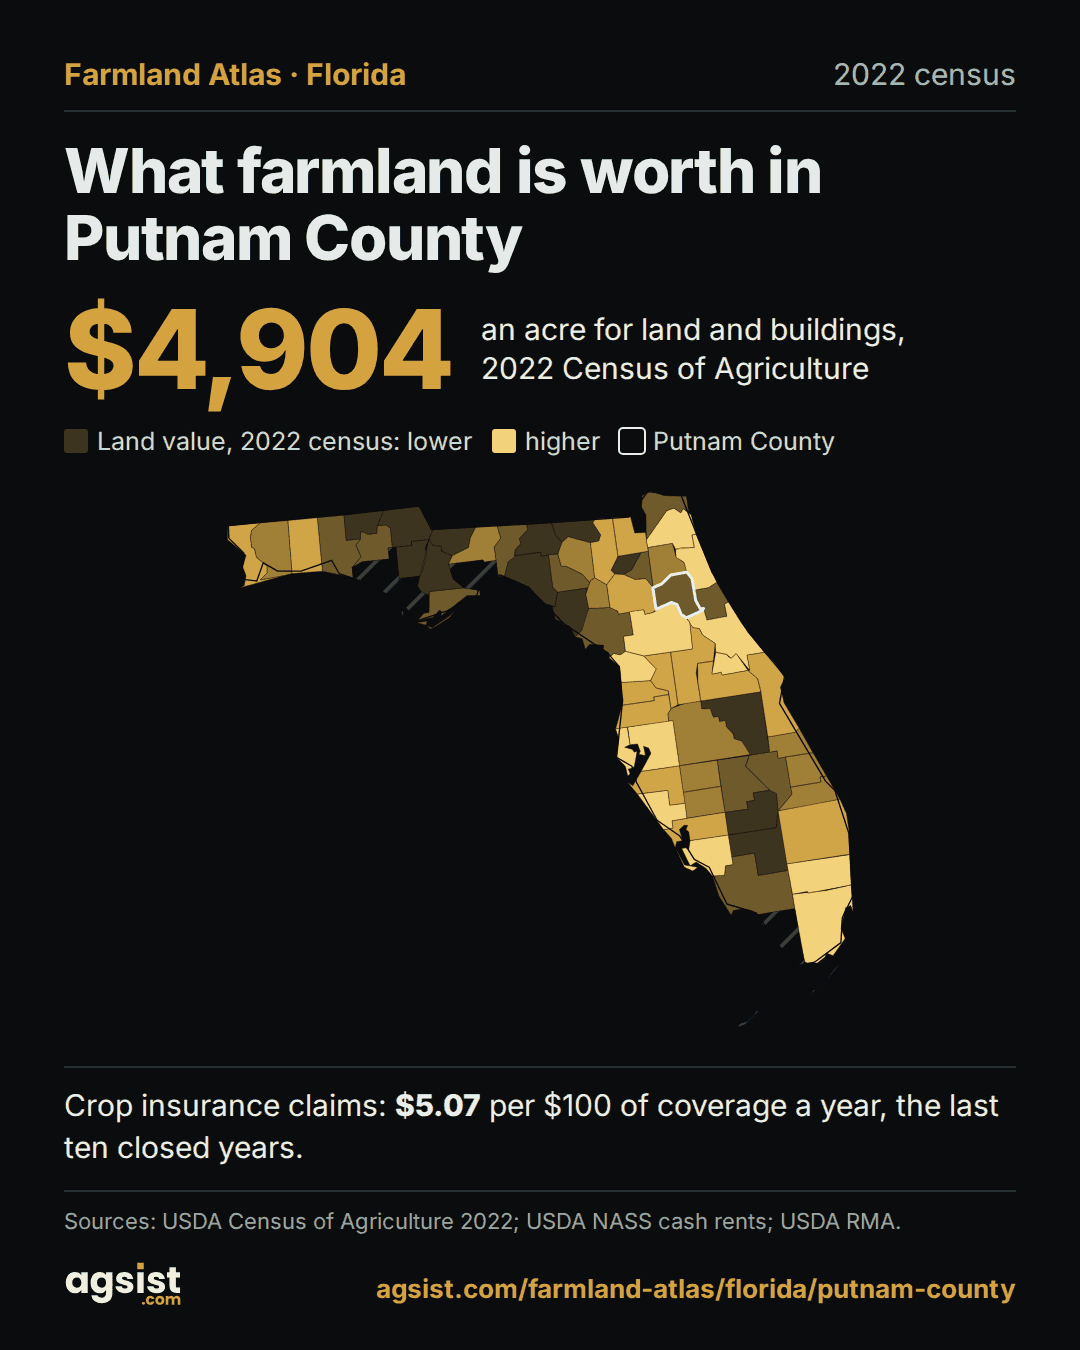 Farmland Atlas · Florida
2022 census
What farmland is worth in
Putnam County
$4,904
an acre for land and buildings,
2022 Census of Agriculture
Land value, 2022 census: lower
higher
Putnam County
Crop insurance claims: $5.07 per $100 of coverage a year, the last
ten closed years.
Sources: USDA Census of Agriculture 2022; USDA NASS cash rents; USDA RMA.
agsist
.com
agsist.com/farmland-atlas/florida/putnam-county